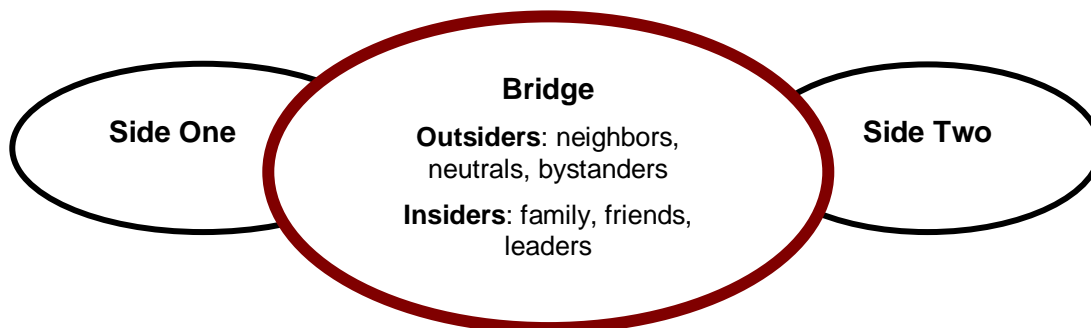 Side One
Bridge
Outsiders: neighbors,
neutrals, bystanders
Insiders: family, friends,
leaders
Side Two